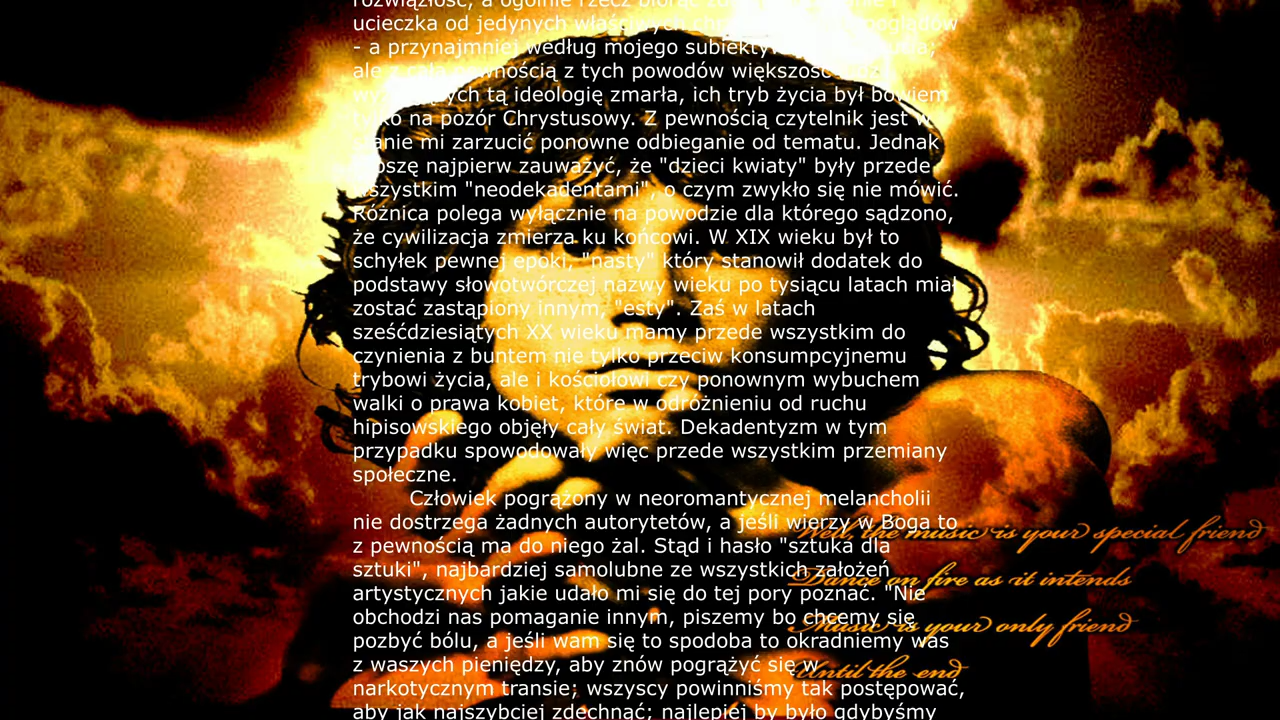 rozwiązłość, a ogólnie rzecz biorąc
ucieczka od jedynych właściwych poglądów
- a przynajmniej według mojego
ale z całą pewnością z tych powodów większość
tą ideologię zmarła, ich tryb życia był bowiem
tylko na pozór Chrystusowy. Z pewnością czytelnik jest w
stanie mi zarzucić ponowne odbieganie od tematu. Jednak
proszę najpierw zauważyć, że "dzieci kwiaty" były przede
wszystkim "neodekadentami", o czym zwykło się nie mówić.
Różnica polega wyłącznie na powodzie dla którego sądzono,
że cywilizacja zmierza ku końcowi. W XIX wieku był to
schyłek pewnej epoki, "nasty" który stanowił dodatek do
podstawy słowotwórczej nazwy wieku po tysiącu latach miał
zostać zastąpiony innym, "esty". Zaś w latach
sześćdziesiątych XX wieku mamy przede wszystkim do
czynienia z buntem nie tylko przeciw konsumpcyjnemu
trybowi życia, ale i kościołowi czy ponownym wybuchem
walki o prawa kobiet, które w odróżnieniu od ruchu
hipisowskiego objęły cały świat. Dekadentyzm w tym
przypadku spowodowały więc przede wszystkim przemiany
społeczne.
Człowiek pogrążony w neoromantycznej melancholii
nie dostrzega żadnych autorytetów, a jeśli wierzy w Boga to
z pewnością ma do niego żal. Stąd i hasło "sztuka dla
sztuki", najbardziej samolubne ze wszystkich założeń
artystycznych jakie udało mi się do tej pory poznać. "Nie
obchodzi nas pomaganie innym, piszemy bo chcemy się
pozbyć bólu, a jeśli wam się to spodoba to okradniemy was
z waszych pieniędzy, aby znów pogrążyć się w
narkotycznym transie; wszyscy powinniśmy tak postępować,
aby jak najszybciej zdechnąć; najlepiej by było gdybyśmy
Well, the music is your special friend
Dance on fire as it intends
Music is your only friend
Until the end